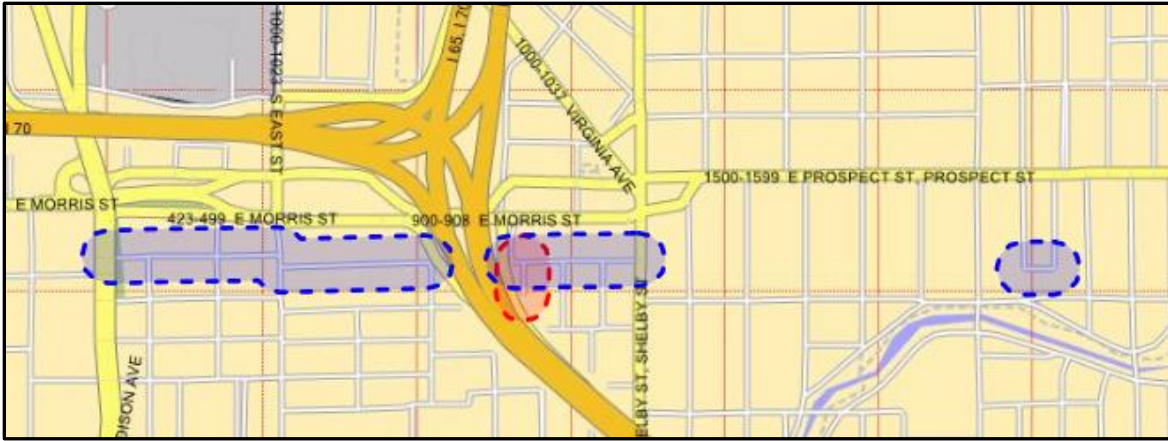 1000-1023 S EAST ST
I 65, I 70
1000-1037 VIRGINIA AVE
I 70
1500-1599 E PROSPECT ST, PROSPECT ST
E MORRIS ST
423-499 E MORRIS ST
900-908 E MORRIS ST
DISON AVE
ELBY ST, SHELBY ST